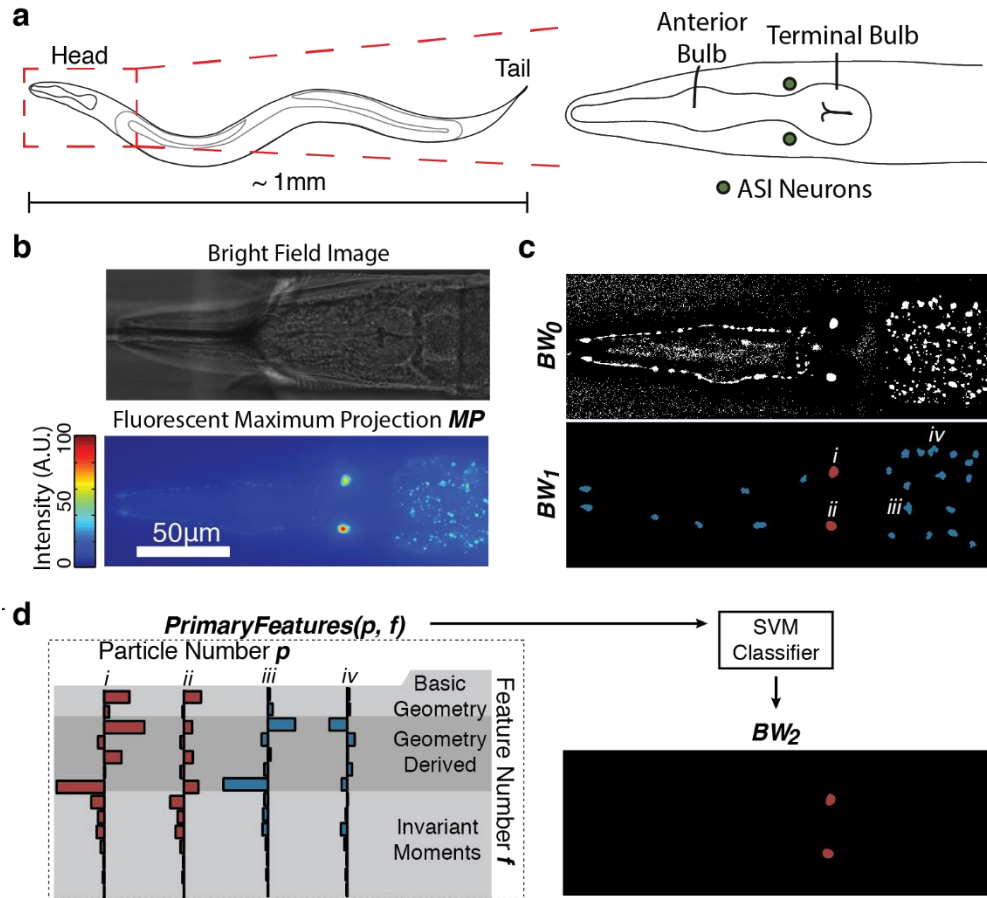 a
Head
Tail
~ 1mm
Anterior
Bulb
Terminal Bulb
ASI Neurons
b
Bright Field Image
Fluorescent Maximum Projection MP
Intensity (A.U.)
0
50
100
50μm
c
BW0
BW1
i
ii
iii
iv
d
PrimaryFeatures(p, f)
Particle Number p
i
ii
iii
iv
Basic
Geometry
Geometry
Derived
Invariant
Moments
Feature Number f
SVM
Classifier
BW2